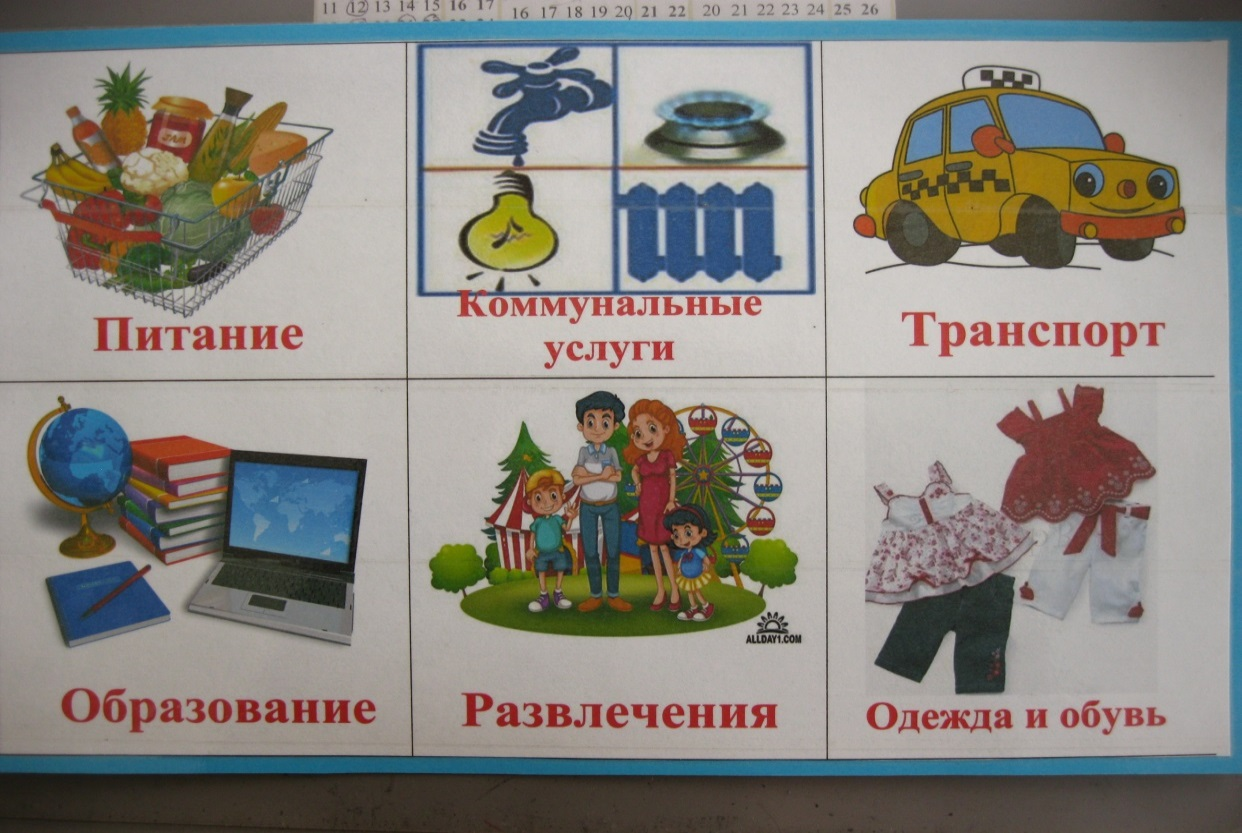 11 12 13 14 15 16 17
16 17 18 19 20 21 22
20 21 22 23 24 25 26
JAM
Питание
Коммунальные
услуги
Транспорт
ALLDAY1.COM
Образование
Развлечения
Одежда и обувь